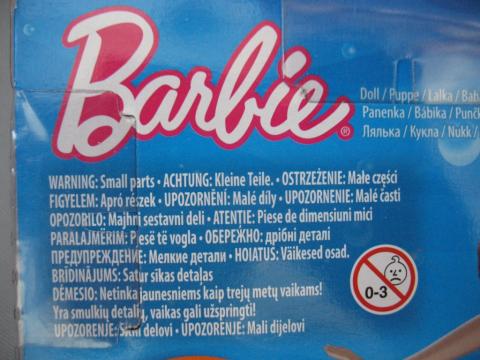 Barbie®
Doll / Puppe / Lalka / Bab
Panenka / Bábika / Punč
Лялька / Кукла / Nukk /
WARNING: Small parts • ACHTUNG: Kleine Teile. • OSTRZEŻENIE: Małe części
FIGYELEM: Apró részek • UPOZORNĚNÍ: Malé díly • UPOZORNENIE: Malé časti
OPOZORILO: Majhni sestavni deli • ATENŢIE: Piese de dimensiuni mici
PARALAJMËRIM: Pjesë të vogla • ОБЕРЕЖНО: дрібні деталі
ПРЕДУПРЕЖДЕНИЕ: Мелкие детали • HOIATUS: Väikesed osad.
BRĪDINĀJUMS: Satur sīkas detaļas
DĖMESIO: Netinka jaunesniems kaip trejų metų vaikams!
Yra smulkių detalių, vaikas gali užspringti!
UPOZORENJE: Sitni delovi • UPOZORENJE: Mali dijelovi
0-3